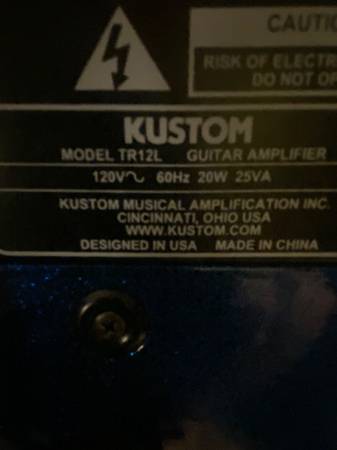 CAUTIO
RISK OF ELECTR
DO NOT OP
KUSTOM
MODEL TR12L GUITAR AMPLIFIER
120V∿ 60Hz 20W 25VA
KUSTOM MUSICAL AMPLIFICATION INC.
CINCINNATI, OHIO USA
WWW.KUSTOM.COM
DESIGNED IN USA MADE IN CHINA